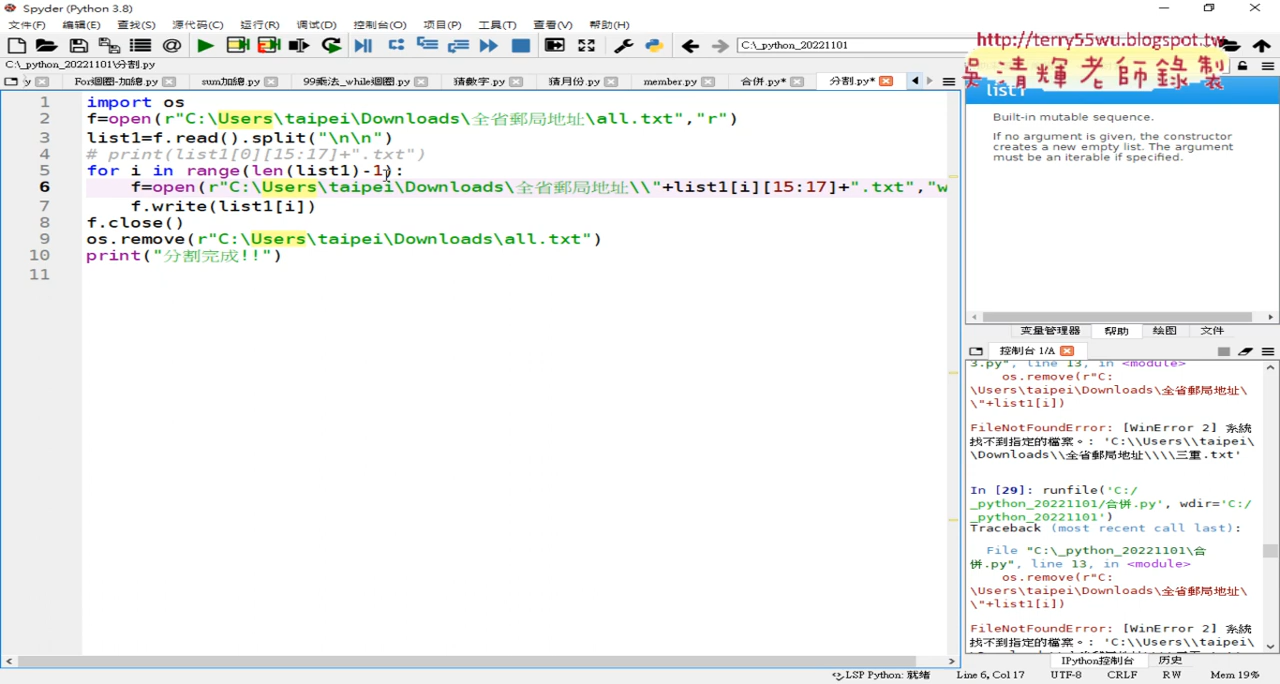 Spyder (Python 3.8)
文件(F) 编辑(E) 查找(S) 源代码(C) 运行(R) 调试(D) 控制台(O) 项目(P) 工具(T) 查看(V) 帮助(H)
C:\_python_20221101
http://terry55wu.blogspot.tw
吳清輝老師錄製
C:\_python_20221101\分割.py
y
For迴圈-加總.py
sum加總.py
99乘法_while迴圈.py
猜數字.py
猜月份.py
member.py
合併.py*
分割.py*
1 import os
2 f=open(r"C:\Users\taipei\Downloads\全省郵局地址\all.txt","r")
3 list1=f.read().split("\n\n")
4 # print(list1[0][15:17]+".txt")
5 for i in range(len(list1)-1):
6 f=open(r"C:\Users\taipei\Downloads\全省郵局地址\\"+list1[i][15:17]+".txt","w
7 f.write(list1[i])
8 f.close()
9 os.remove(r"C:\Users\taipei\Downloads\all.txt")
10 print("分割完成!!")
11
list1
Built-in mutable sequence.
If no argument is given, the constructor
creates a new empty list. The argument
must be an iterable if specified.
变量管理器 帮助 绘图 文件
控制台 1/A
3.py", line 13, in <module>
os.remove(r"C:
\Users\taipei\Downloads\全省郵局地址\
\"+list1[i])
FileNotFoundError: [WinError 2] 系統
找不到指定的檔案。: 'C:\\Users\\taipei\
\Downloads\\全省郵局地址\\\\三重.txt'
In [29]: runfile('C:/
_python_20221101/合併.py', wdir='C:/
_python_20221101')
Traceback (most recent call last):
File "C:\_python_20221101\合
併.py", line 13, in <module>
os.remove(r"C:
\Users\taipei\Downloads\全省郵局地址\
\"+list1[i])
FileNotFoundError: [WinError 2] 系統
找不到指定的檔案。: 'C:\\Users\\taipei\
IPython控制台 历史
LSP Python: 就绪 Line 6, Col 17 UTF-8 CRLF RW Mem 19%